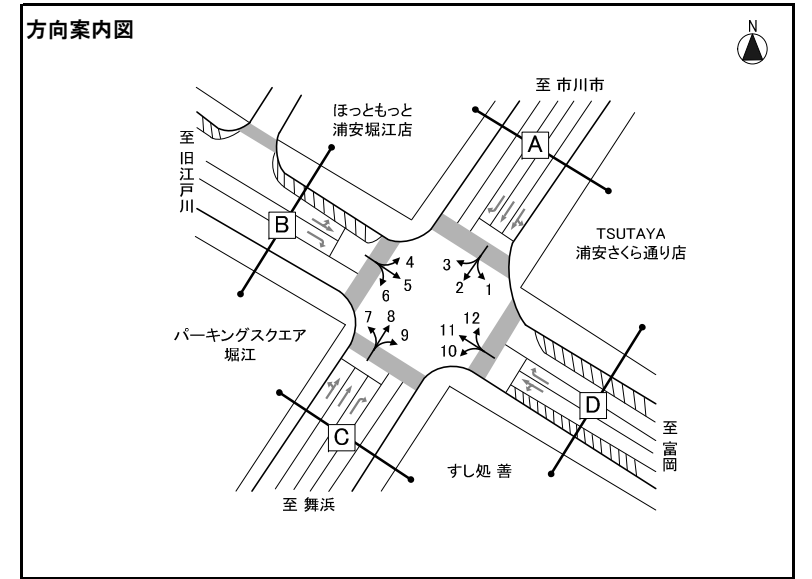 方向案内図
N
至 市川市
ほっともっと
浦安堀江店
A
至旧江戸川
TSUTAYA
浦安さくら通り店
B
3
2
1
4
5
6
パーキングスクエア
堀江
7
8
9
12
11
10
D
至富岡
C
すし処 善
至 舞浜